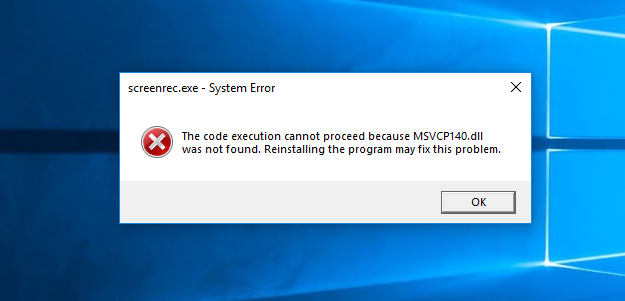 screenrec.exe - System Error
The code execution cannot proceed because MSVCP140.dll
was not found. Reinstalling the program may fix this problem.
OK